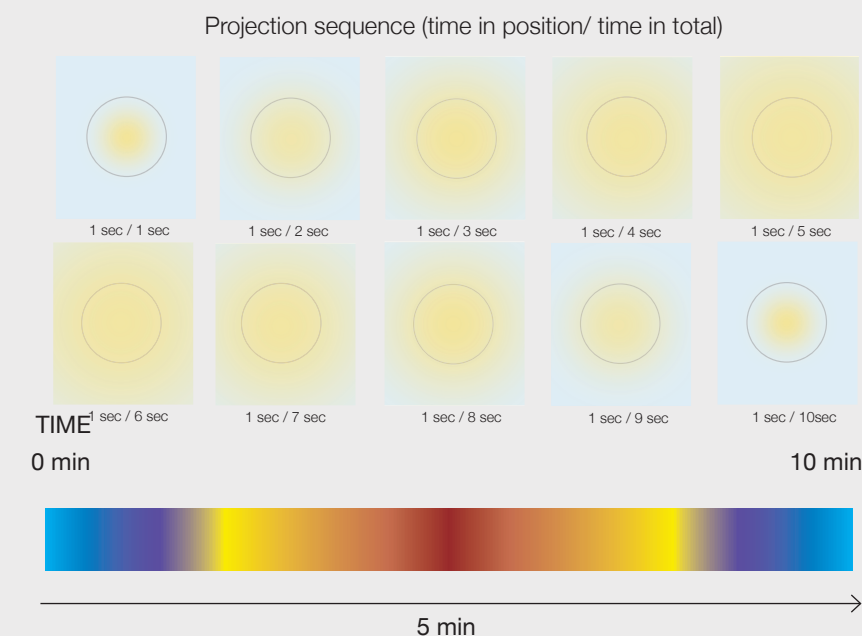 Projection sequence (time in position/ time in total)
1 sec / 1 sec
1 sec / 2 sec
1 sec / 3 sec
1 sec / 4 sec
1 sec / 5 sec
1 sec / 6 sec
1 sec / 7 sec
1 sec / 8 sec
1 sec / 9 sec
1 sec / 10sec
TIME
0 min
10 min
5 min